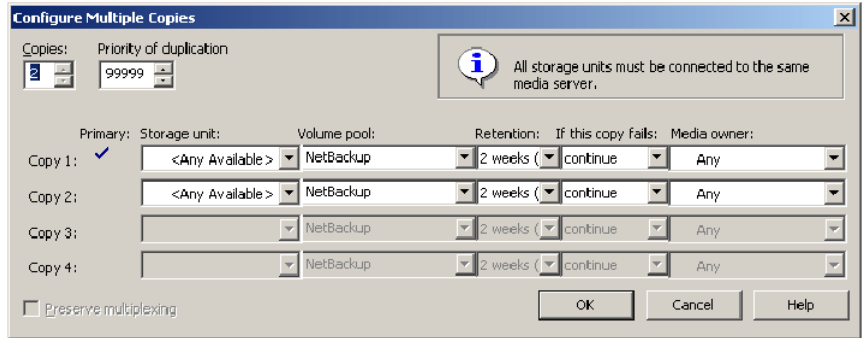 Configure Multiple Copies
Copies: Priority of duplication
2 99999
All storage units must be connected to the same
media server.
Primary: Storage unit: Volume pool: Retention: If this copy fails: Media owner:
Copy 1: <Any Available> NetBackup 2 weeks ( continue Any
Copy 2: <Any Available> NetBackup 2 weeks ( continue Any
Copy 3: NetBackup 2 weeks ( continue Any
Copy 4: NetBackup 2 weeks ( continue Any
Preserve multiplexing OK Cancel Help